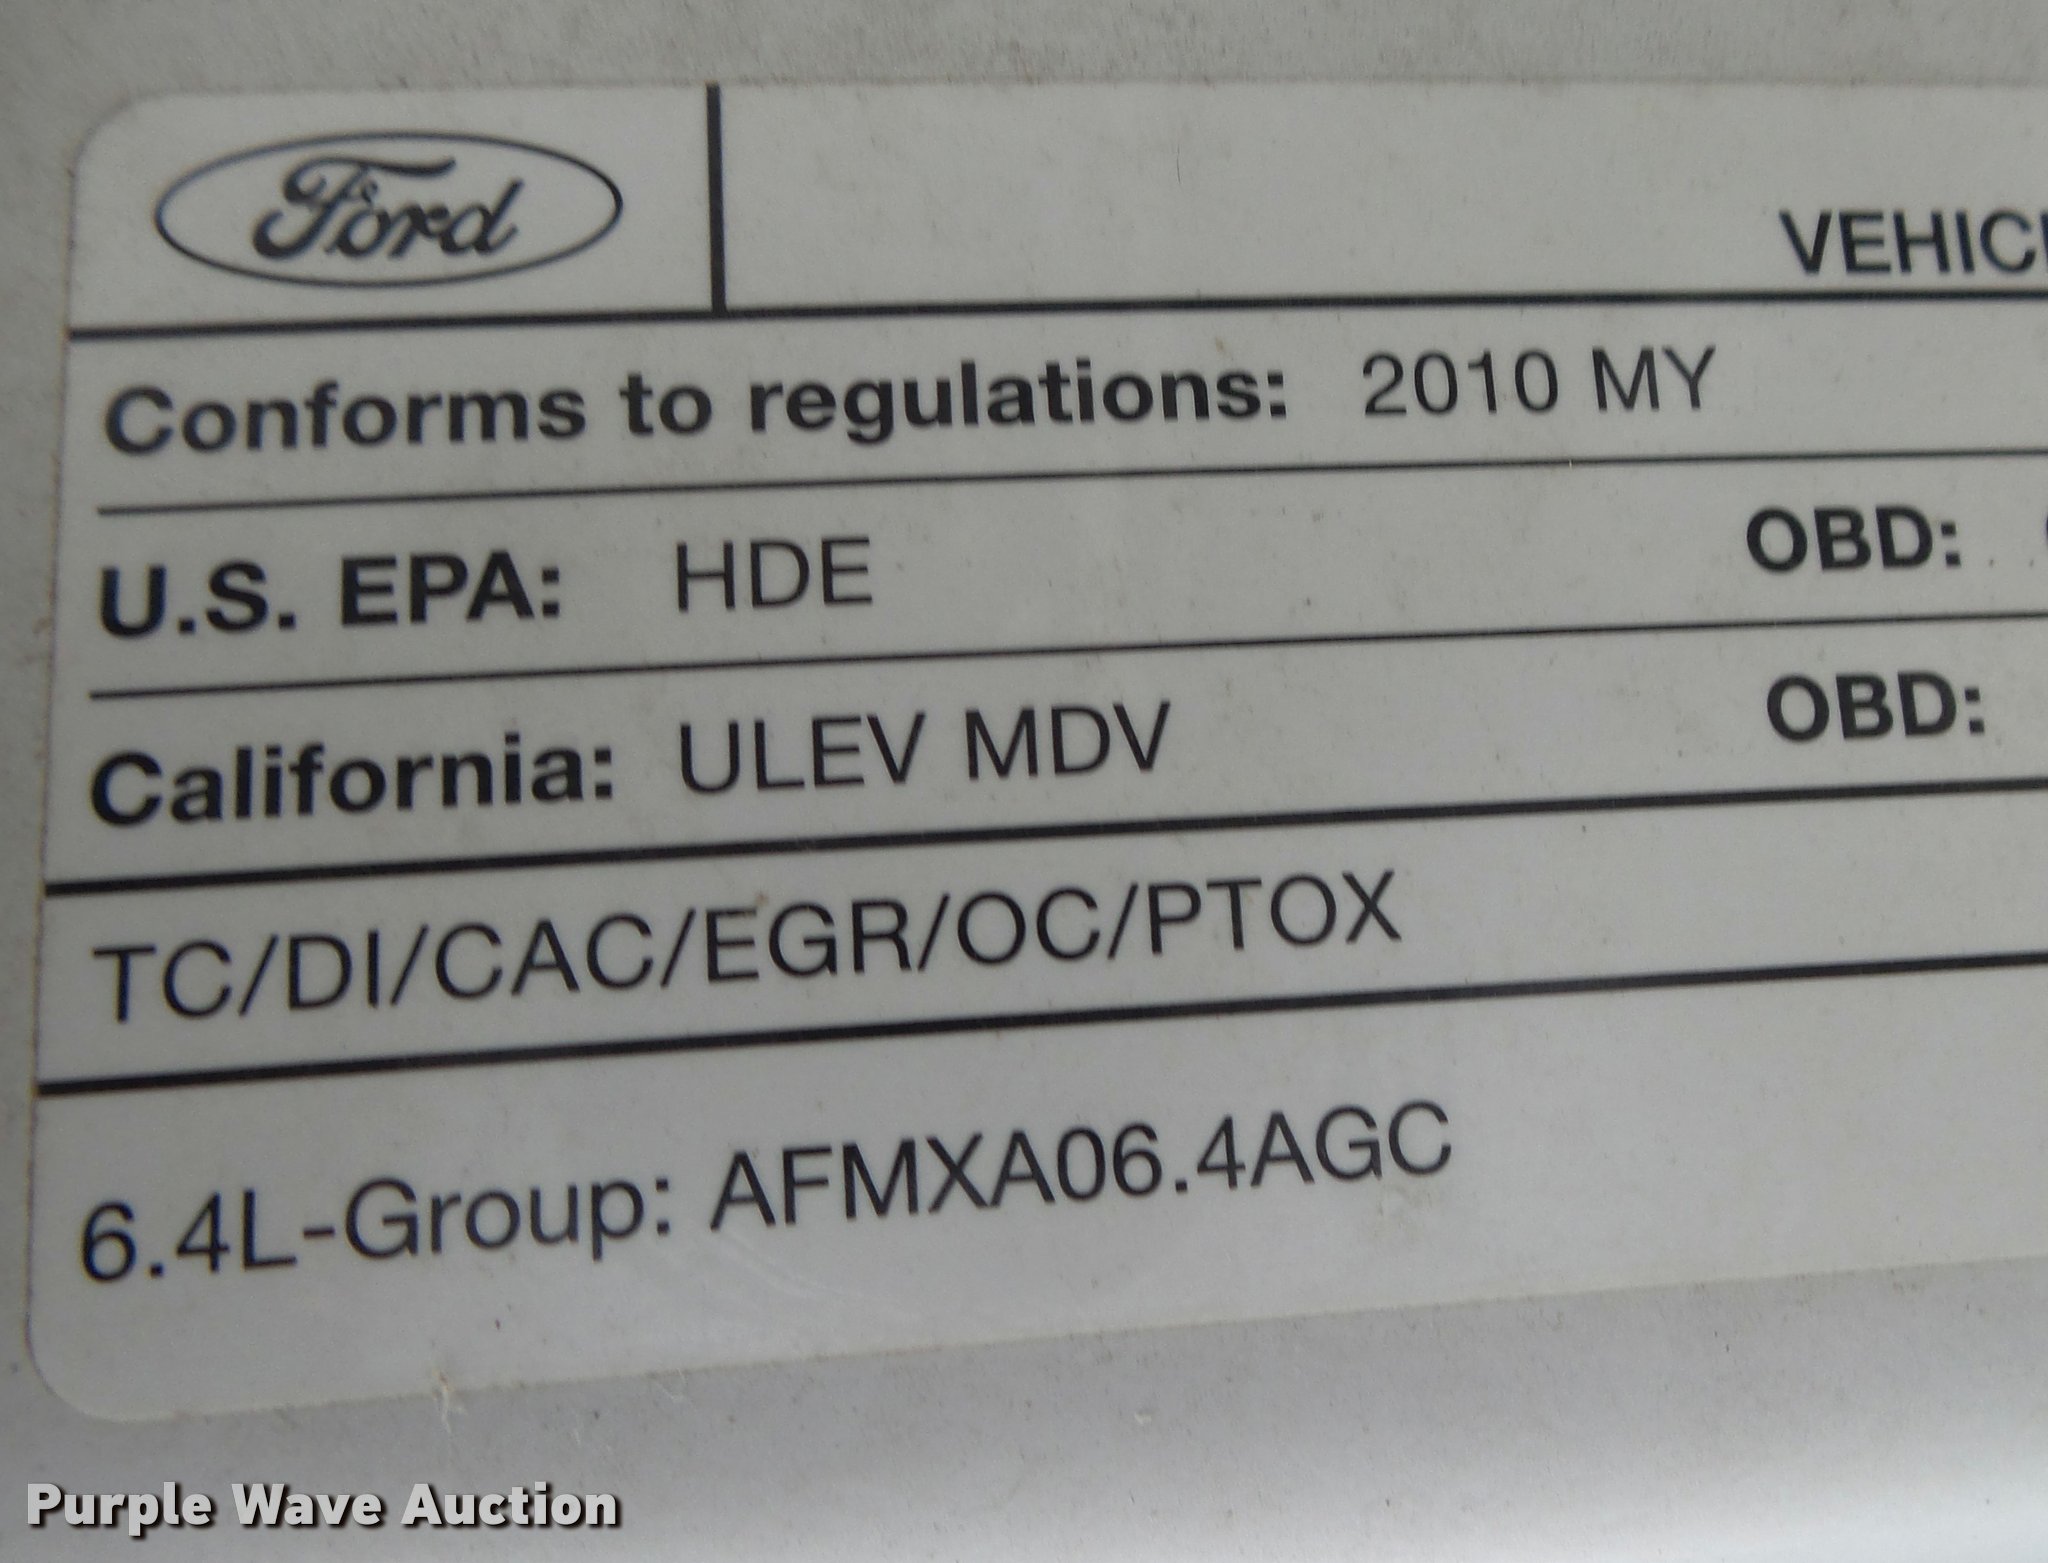 Ford
VEHIC
Conforms to regulations: 2010 MY
U.S. EPA: HDE OBD:
California: ULEV MDV OBD:
TC/DI/CAC/EGR/OC/PTOX
6.4L-Group: AFMXA06.4AGC
Purple Wave Auction